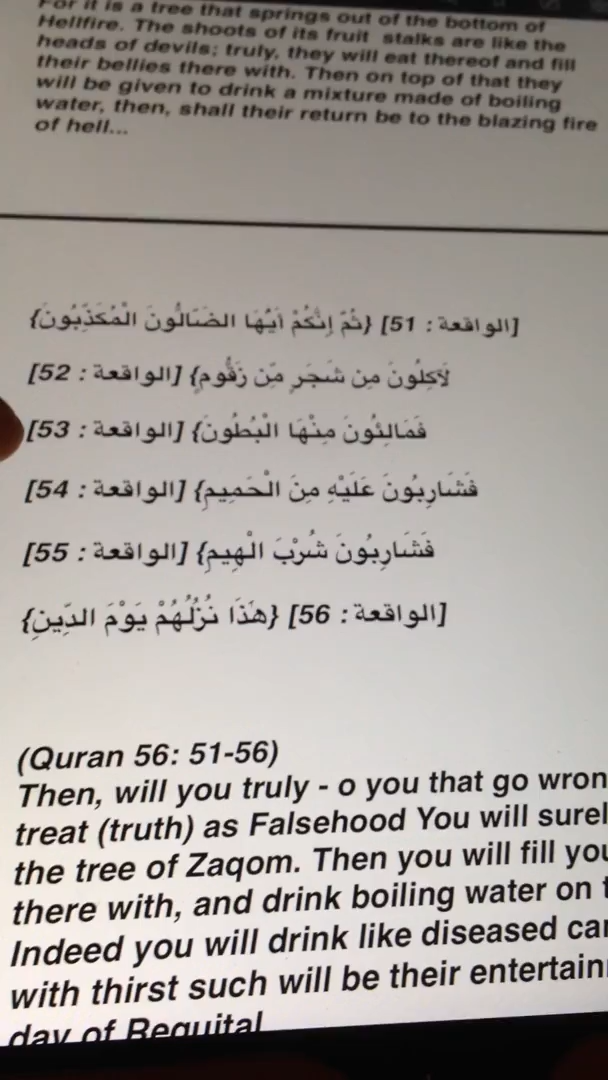 For it is a tree that springs out of the bottom of
Hellfire. The shoots of its fruit stalks are like the
heads of devils; truly, they will eat thereof and fill
their bellies there with. Then on top of that they
will be given to drink a mixture made of boiling
water, then, shall their return be to the blazing fire
of hell...
[الواقعة : 51] {ثُمَّ إِنَّكُمْ أَيُّهَا الضَّالُّونَ الْمُكَذِّبُونَ}
لَآكِلُونَ مِن شَجَرٍ مِّن زَقُّومٍ} [الواقعة : 52]
فَمَالِئُونَ مِنْهَا الْبُطُونَ} [الواقعة : 53]
فَشَارِبُونَ عَلَيْهِ مِنَ الْحَمِيمِ} [الواقعة : 54]
فَشَارِبُونَ شُرْبَ الْهِيمِ} [الواقعة : 55]
[الواقعة : 56] {هَذَا نُزُلُهُمْ يَوْمَ الدِّينِ}
(Quran 56: 51-56)
Then, will you truly - o you that go wron
treat (truth) as Falsehood You will surel
the tree of Zaqom. Then you will fill you
there with, and drink boiling water on t
Indeed you will drink like diseased ca
with thirst such will be their entertain
day of Requital